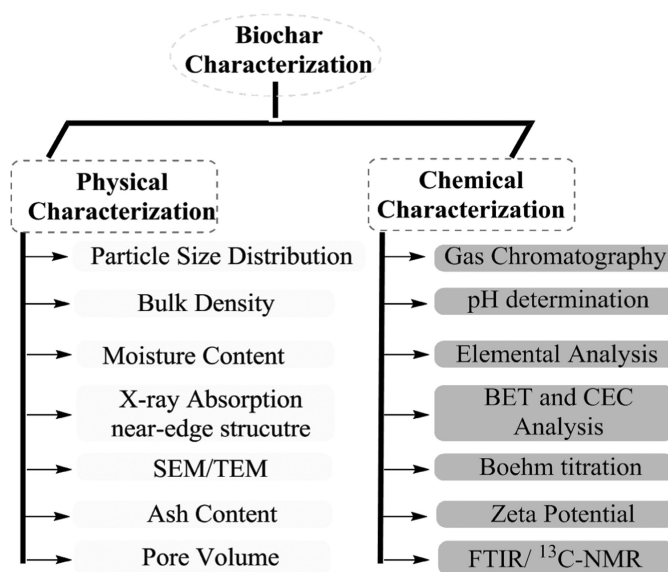 Biochar
Characterization
Physical
Characterization
Particle Size Distribution
Bulk Density
Moisture Content
X-ray Absorption
near-edge strucutre
SEM/TEM
Ash Content
Pore Volume
Chemical
Characterization
Gas Chromatography
pH determination
Elemental Analysis
BET and CEC
Analysis
Boehm titration
Zeta Potential
FTIR/ ¹³C-NMR